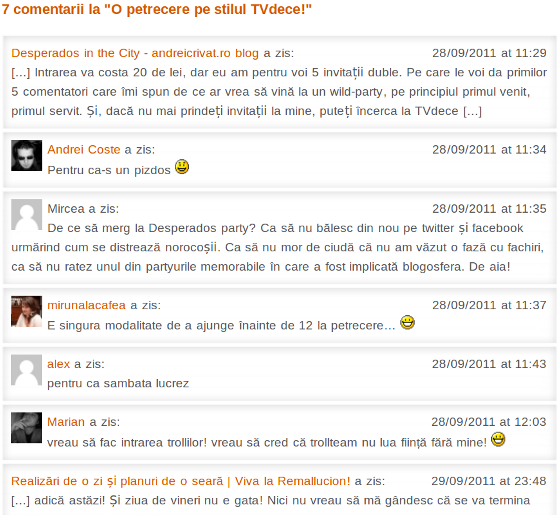 7 comentarii la "O petrecere pe stilul TVdece!"
Desperados in the City - andreicrivat.ro blog a zis: 28/09/2011 at 11:29
[...] Intrarea va costa 20 de lei, dar eu am pentru voi 5 invitații duble. Pe care le voi da primilor
5 comentatori care îmi spun de ce ar vrea să vină la un wild-party, pe principiul primul venit,
primul servit. Și, dacă nu mai prindeți invitații la mine, puteți încerca la TVdece [...]
Andrei Coste a zis: 28/09/2011 at 11:34
Pentru ca-s un pizdos
Mircea a zis: 28/09/2011 at 11:35
De ce să merg la Desperados party? Ca să nu bălesc din nou pe twitter și facebook
urmărind cum se distrează norocoșii. Ca să nu mor de ciudă că nu am văzut o fază cu fachiri,
ca să nu ratez unul din partyurile memorabile în care a fost implicată blogosfera. De aia!
mirunalacafea a zis: 28/09/2011 at 11:37
E singura modalitate de a ajunge înainte de 12 la petrecere...
alex a zis: 28/09/2011 at 11:43
pentru ca sambata lucrez
Marian a zis: 28/09/2011 at 12:03
vreau să fac intrarea trollilor! vreau să cred că trollteam nu lua ființă fără mine!
Realizări de o zi și planuri de o seară | Viva la Remallucion! a zis: 29/09/2011 at 23:48
[...] adică astăzi! Și ziua de vineri nu e gata! Nici nu vreau să mă gândesc că se va termina